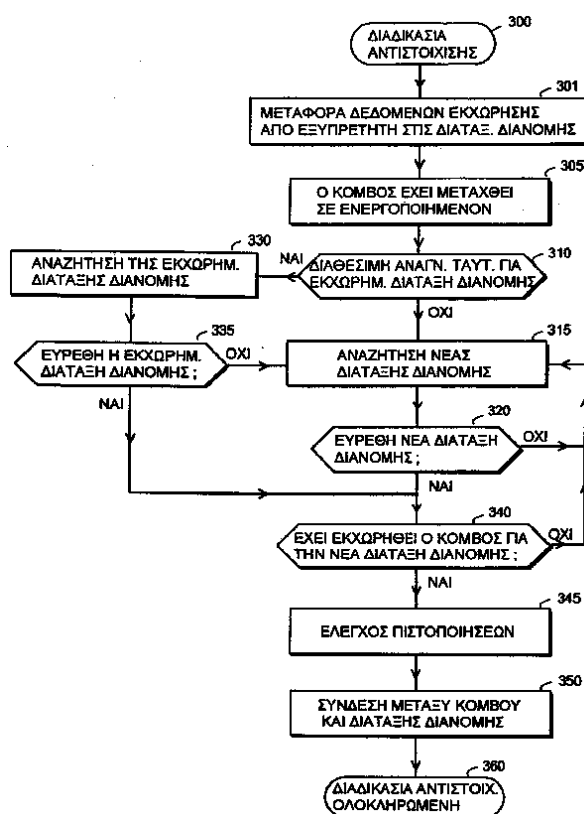 300
ΔΙΑΔΙΚΑΣΙΑ
ΑΝΤΙΣΤΟΙΧΙΣΗΣ
301
ΜΕΤΑΦΟΡΑ ΔΕΔΟΜΕΝΩΝ ΕΚΧΩΡΗΣΗΣ
ΑΠΟ ΕΞΥΠΡΕΤΗΤΗ ΣΤΙΣ ΔΙΑΤΑΞ. ΔΙΑΝΟΜΗΣ
305
Ο ΚΟΜΒΟΣ ΕΧΕΙ ΜΕΤΑΧΘΕΙ
ΣΕ ΕΝΕΡΓΟΠΟΙΗΜΕΝΟΝ
310
ΔΙΑΘΕΣΙΜΗ ΑΝΑΓΝ. ΤΑΥΤ. ΓΙΑ
ΕΚΧΩΡΗΜ. ΔΙΑΤΑΞΗ ΔΙΑΝΟΜΗΣ
ΝΑΙ
ΟΧΙ
330
ΑΝΑΖΗΤΗΣΗ ΤΗΣ ΕΚΧΩΡΗΜ.
ΔΙΑΤΑΞΗΣ ΔΙΑΝΟΜΗΣ
335
ΕΥΡΕΘΗ Η ΕΚΧΩΡΗΜ.
ΔΙΑΤΑΞΗ ΔΙΑΝΟΜΗΣ ;
ΟΧΙ
ΝΑΙ
315
ΑΝΑΖΗΤΗΣΗ ΝΕΑΣ
ΔΙΑΤΑΞΗΣ ΔΙΑΝΟΜΗΣ
320
ΕΥΡΕΘΗ ΝΕΑ ΔΙΑΤΑΞΗ
ΔΙΑΝΟΜΗΣ ;
ΟΧΙ
ΝΑΙ
340
ΕΧΕΙ ΕΚΧΩΡΗΘΕΙ Ο ΚΟΜΒΟΣ ΓΙΑ
ΤΗΝ ΝΕΑ ΔΙΑΤΑΞΗ ΔΙΑΝΟΜΗΣ ;
ΟΧΙ
ΝΑΙ
345
ΕΛΕΓΧΟΣ ΠΙΣΤΟΠΟΙΗΣΕΩΝ
350
ΣΥΝΔΕΣΗ ΜΕΤΑΞΥ ΚΟΜΒΟΥ
ΚΑΙ ΔΙΑΤΑΞΗΣ ΔΙΑΝΟΜΗΣ
360
ΔΙΑΔΙΚΑΣΙΑ ΑΝΤΙΣΤΟΙΧ.
ΟΛΟΚΛΗΡΩΜΕΝΗ